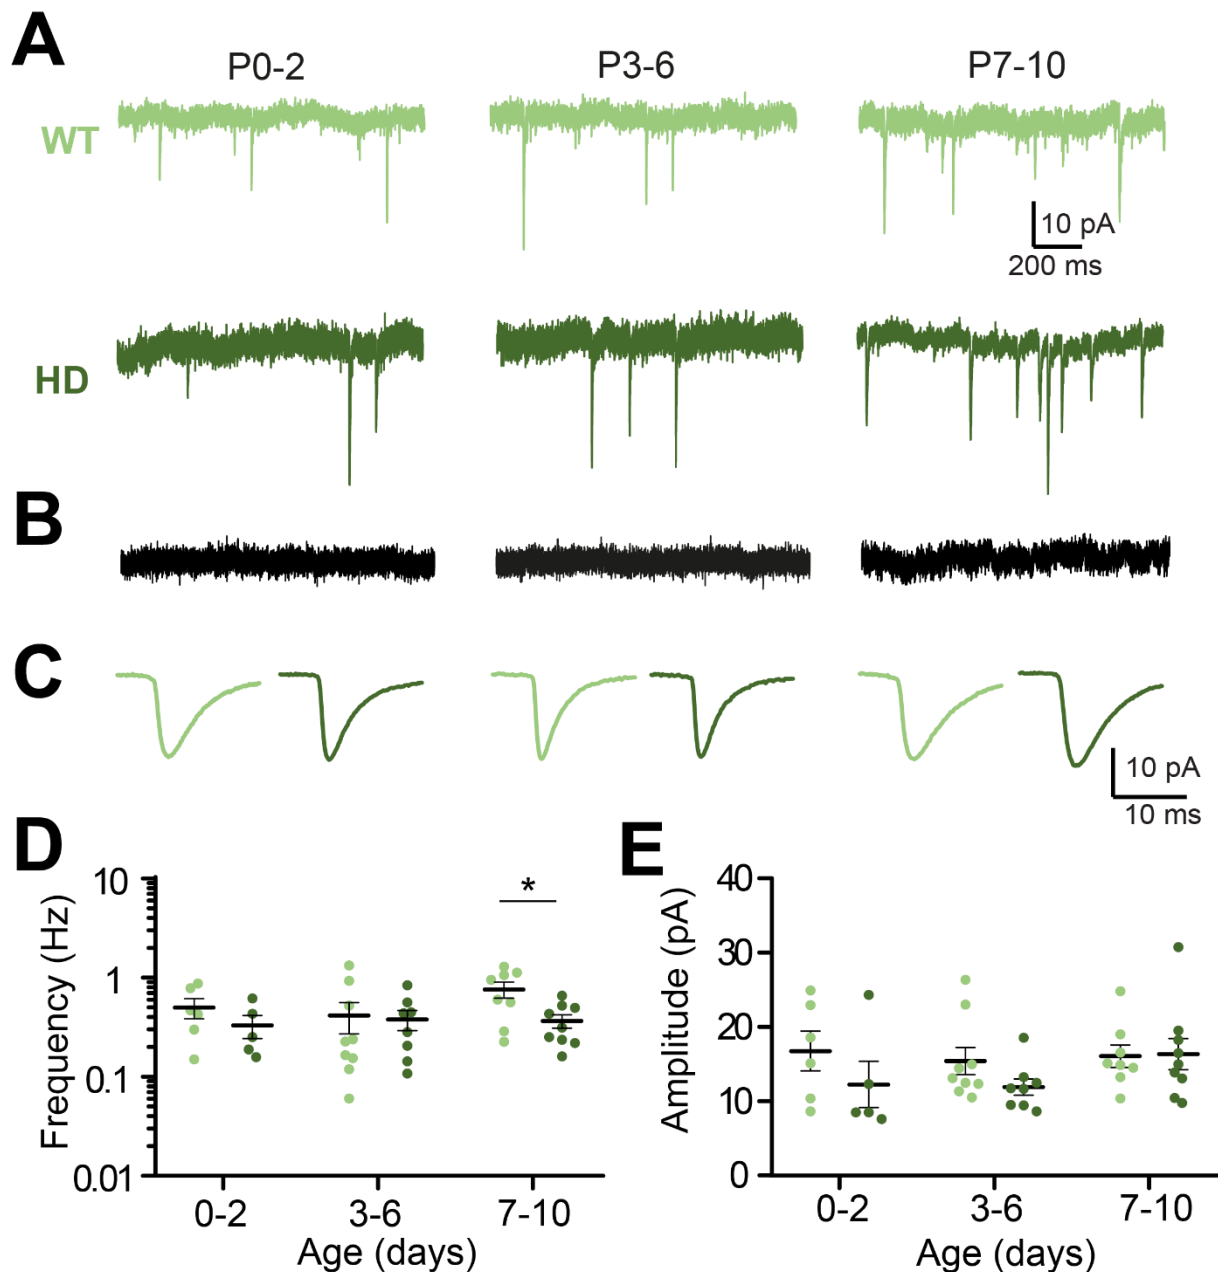 A
P0-2
P3-6
P7-10
WT
10 pA
200 ms
HD
B
C
10 pA
10 ms
D
E
Frequency (Hz)
10
1
0.1
0.01
*
0-2
3-6
7-10
Age (days)
Amplitude (pA)
40
30
20
10
0
0-2
3-6
7-10
Age (days)